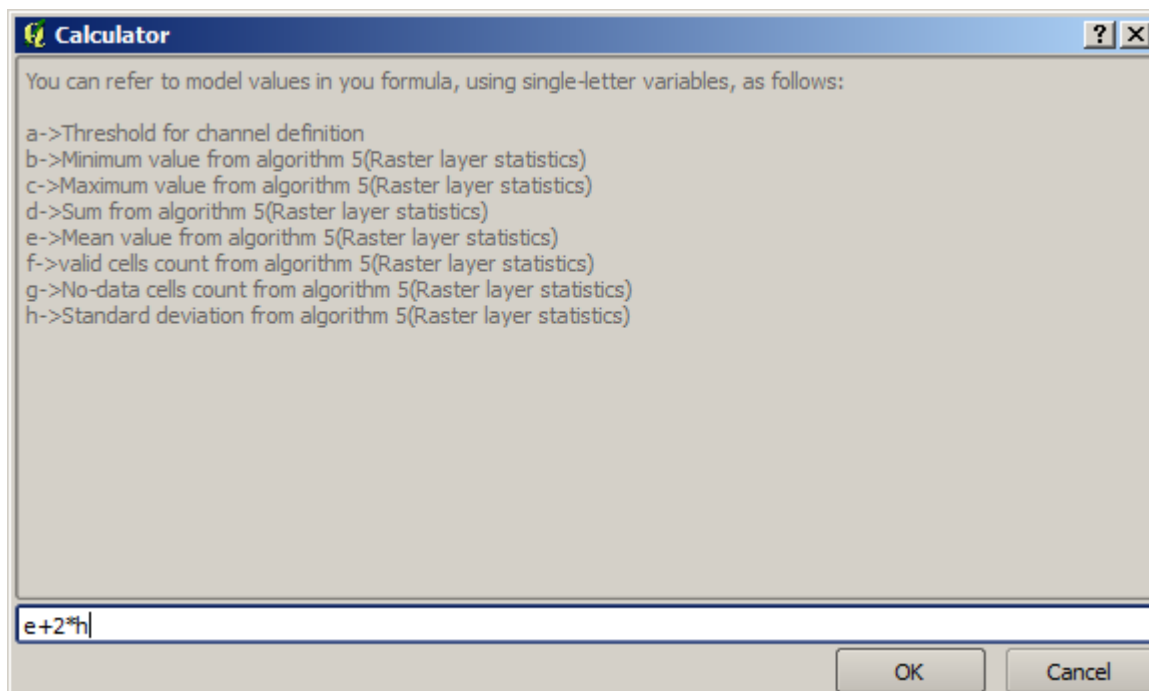 Calculator
You can refer to model values in you formula, using single-letter variables, as follows:
a->Threshold for channel definition
b->Minimum value from algorithm 5(Raster layer statistics)
c->Maximum value from algorithm 5(Raster layer statistics)
d->Sum from algorithm 5(Raster layer statistics)
e->Mean value from algorithm 5(Raster layer statistics)
f->valid cells count from algorithm 5(Raster layer statistics)
g->No-data cells count from algorithm 5(Raster layer statistics)
h->Standard deviation from algorithm 5(Raster layer statistics)
e+2*h
OK Cancel